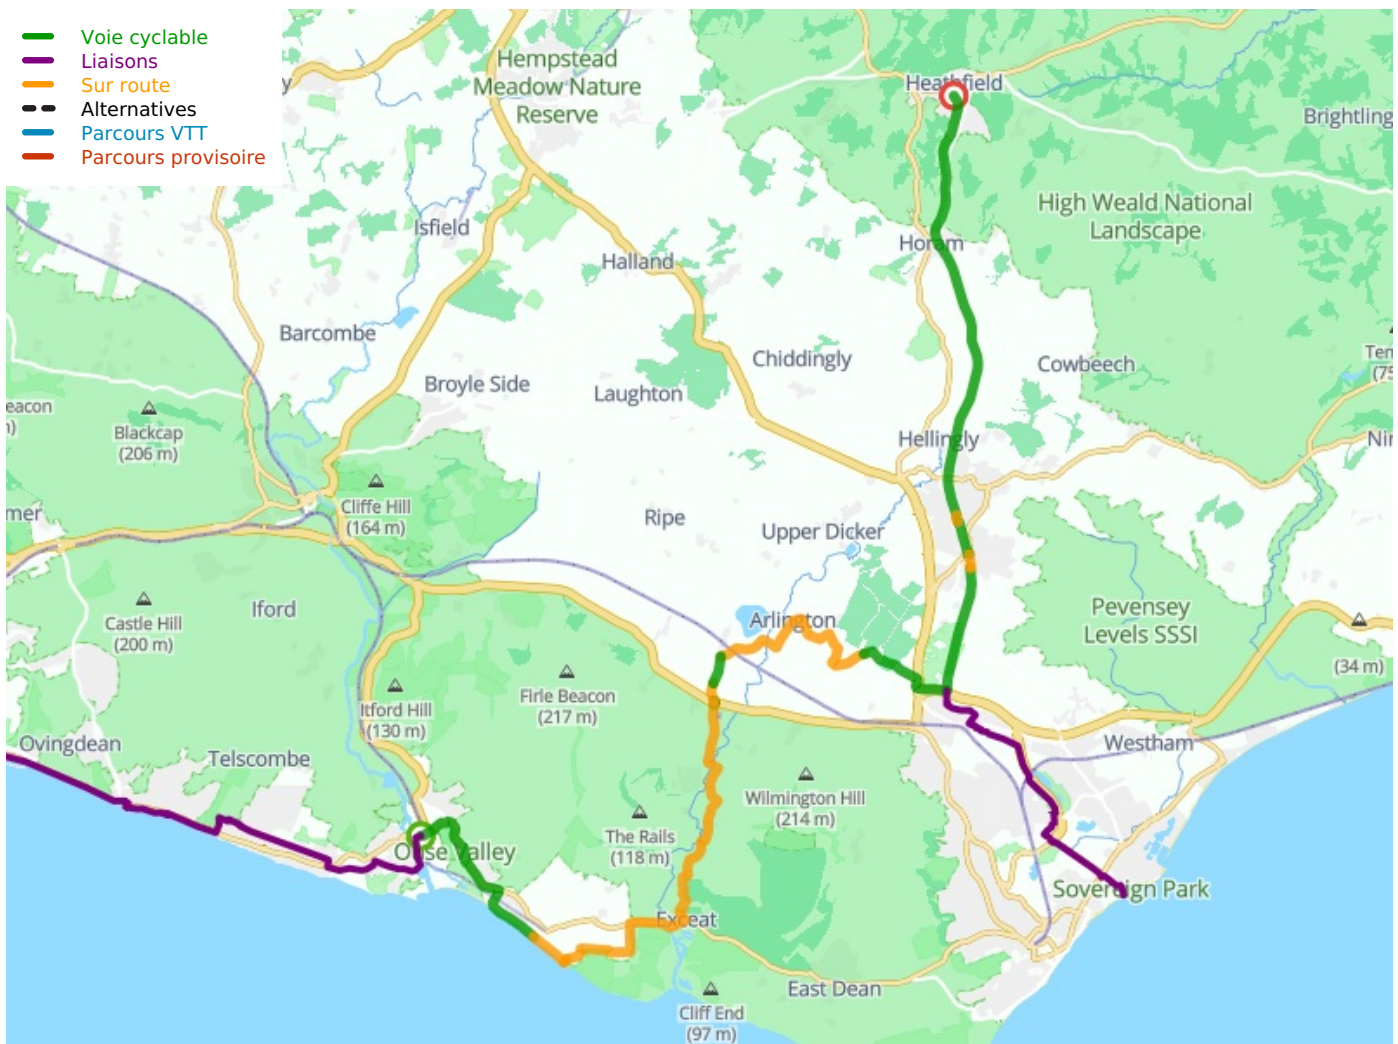 Voie cyclable
Liaisons
Sur route
Alternatives
Parcours VTT
Parcours provisoire
Hempstead
Meadow Nature
Reserve
Heathfield
Brightling
High Weald National
Landscape
Isfield
Horam
Halland
Barcombe
Chiddingly
Cowbeech
Broyle Side
Laughton
eacon
Blackcap
(206 m)
Hellingly
Cliffe Hill
(164 m)
mer
Ripe
Upper Dicker
Iford
Castle Hill
(200 m)
Arlington
Pevensey
Levels SSSI
(34 m)
Firle Beacon
(217 m)
Itford Hill
(130 m)
Ovingdean
Telscombe
Westham
Wilmington Hill
(214 m)
The Rails
(118 m)
Ouse Valley
Sovereign Park
Exceat
East Dean
Cliff End
(97 m)